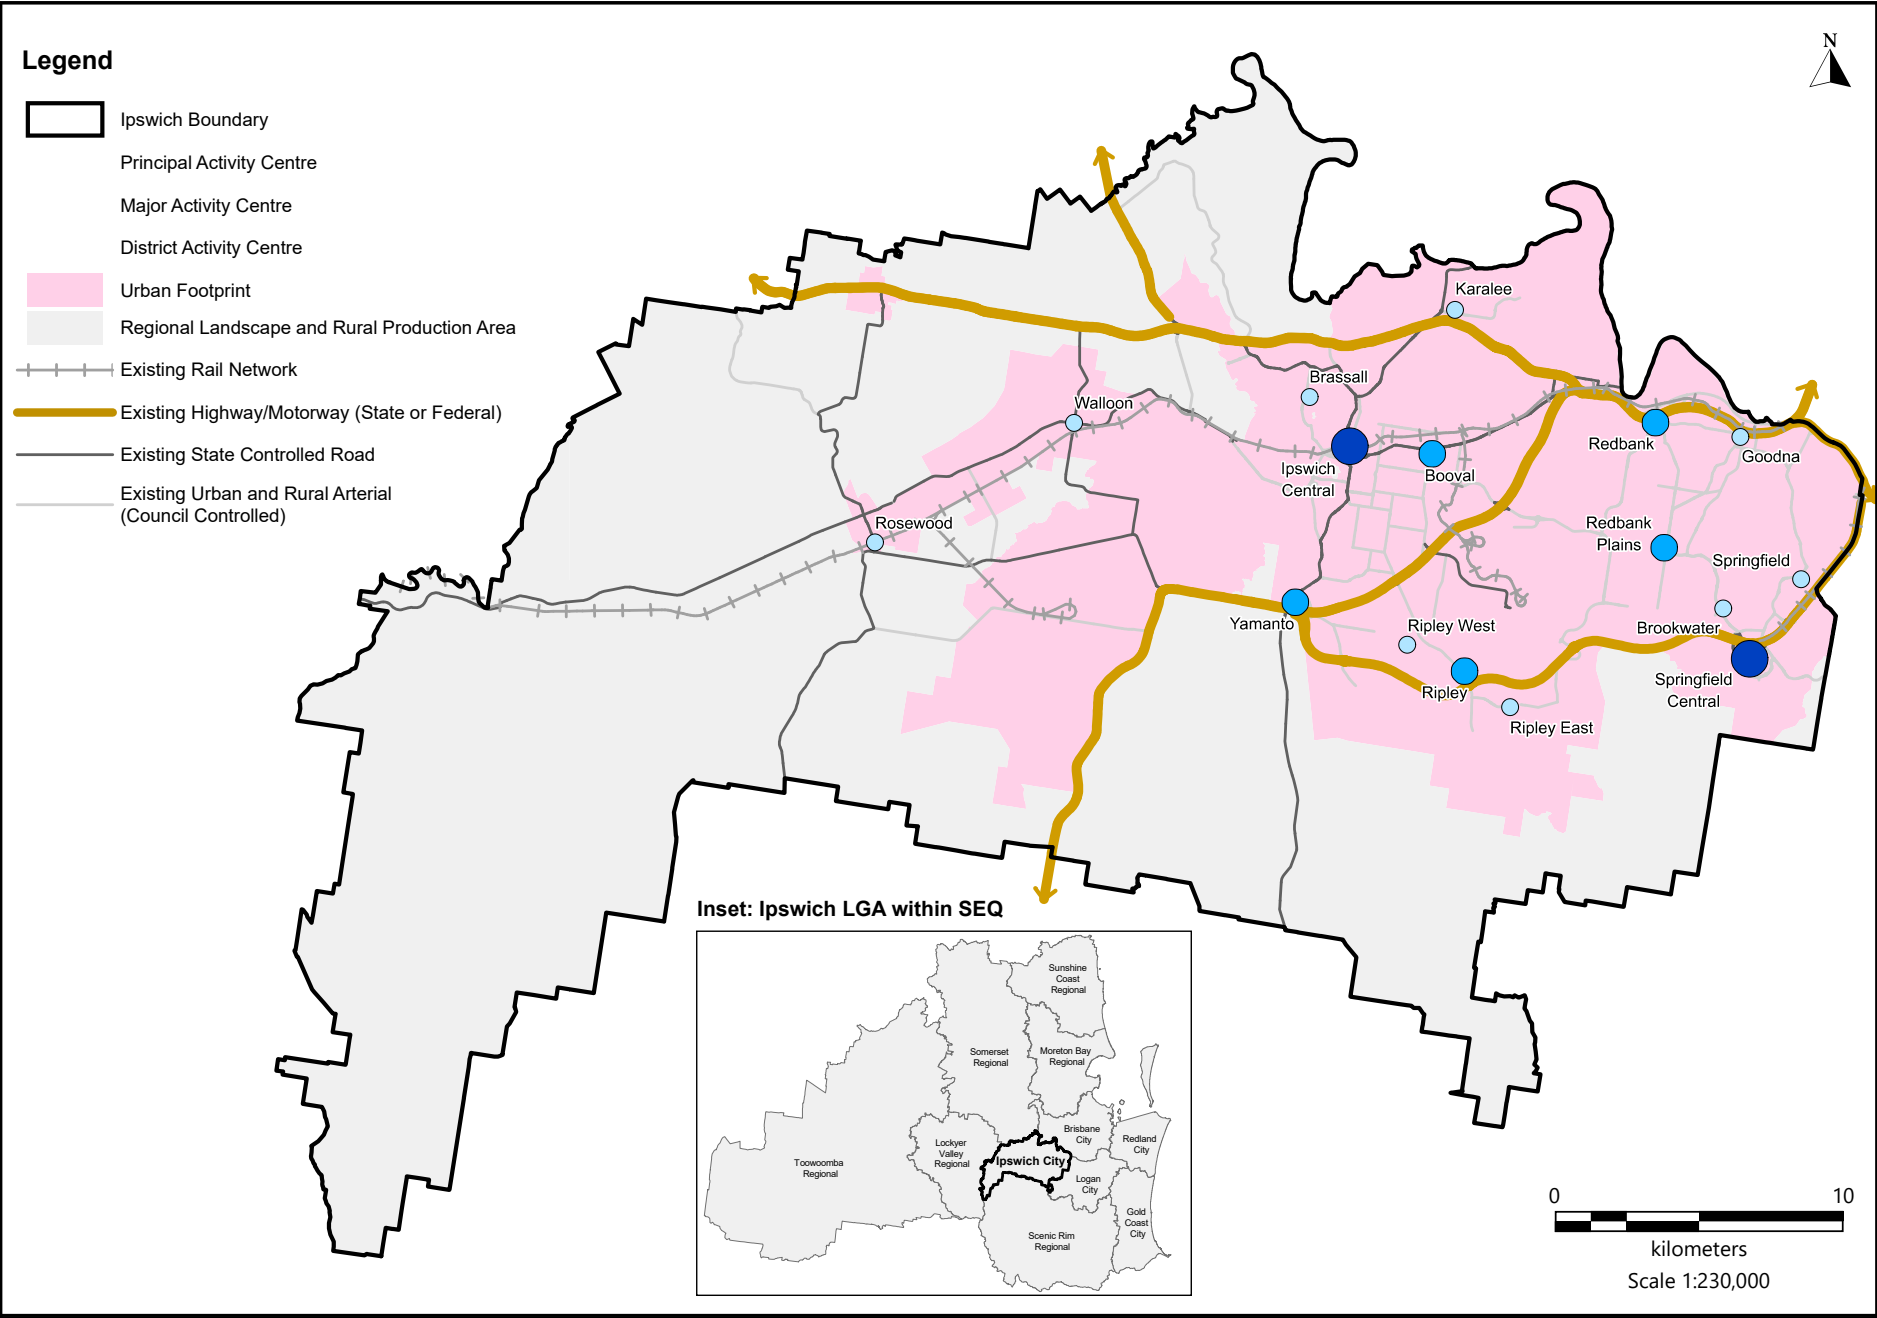 Legend
Ipswich Boundary
Principal Activity Centre
Major Activity Centre
District Activity Centre
Urban Footprint
Regional Landscape and Rural Production Area
Existing Rail Network
Existing Highway/Motorway (State or Federal)
Existing State Controlled Road
Existing Urban and Rural Arterial
(Council Controlled)
N
Karalee
Brassall
Walloon
Redbank
Goodna
Ipswich
Central
Booval
Rosewood
Redbank
Plains
Springfield
Yamanto
Ripley West
Brookwater
Ripley
Springfield
Central
Ripley East
Inset: Ipswich LGA within SEQ
Sunshine
Coast
Regional
Somerset
Regional
Moreton Bay
Regional
Brisbane
City
Redland
City
Lockyer
Valley
Regional
Ipswich City
Toowoomba
Regional
Logan
City
Gold
Coast
City
Scenic Rim
Regional
0 10
kilometers
Scale 1:230,000